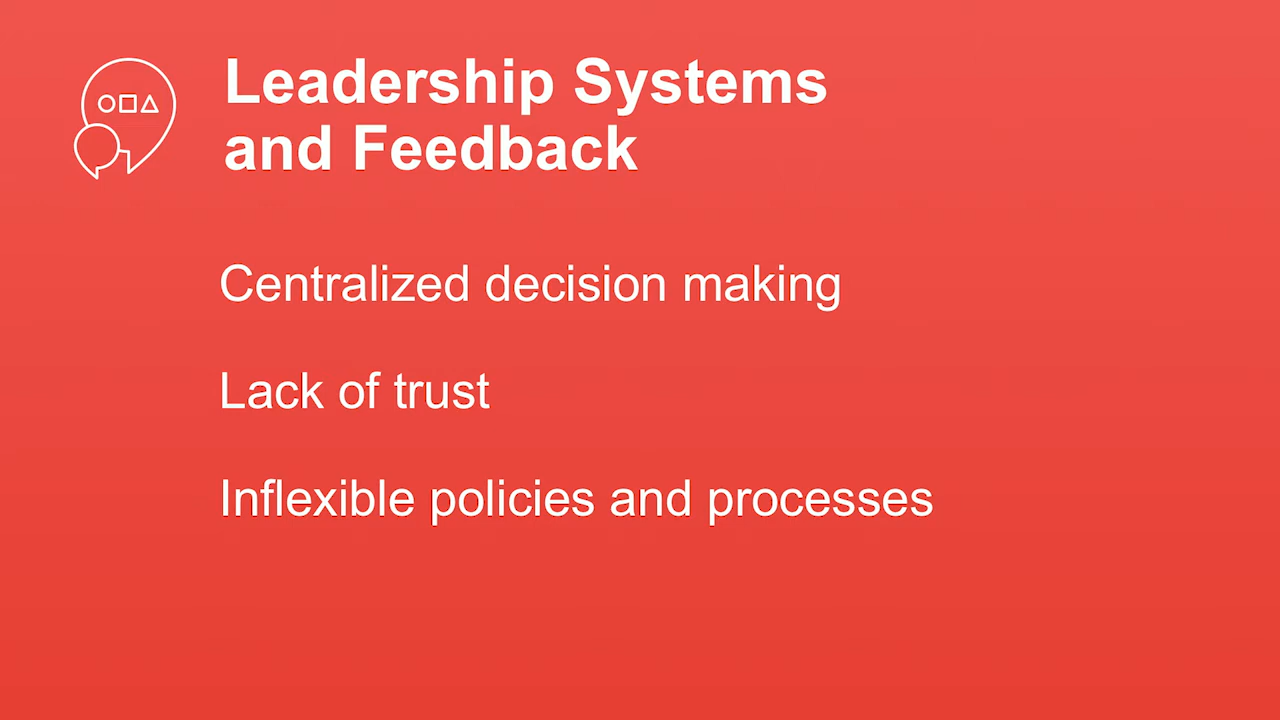 Leadership Systems
and Feedback
Centralized decision making
Lack of trust
Inflexible policies and processes